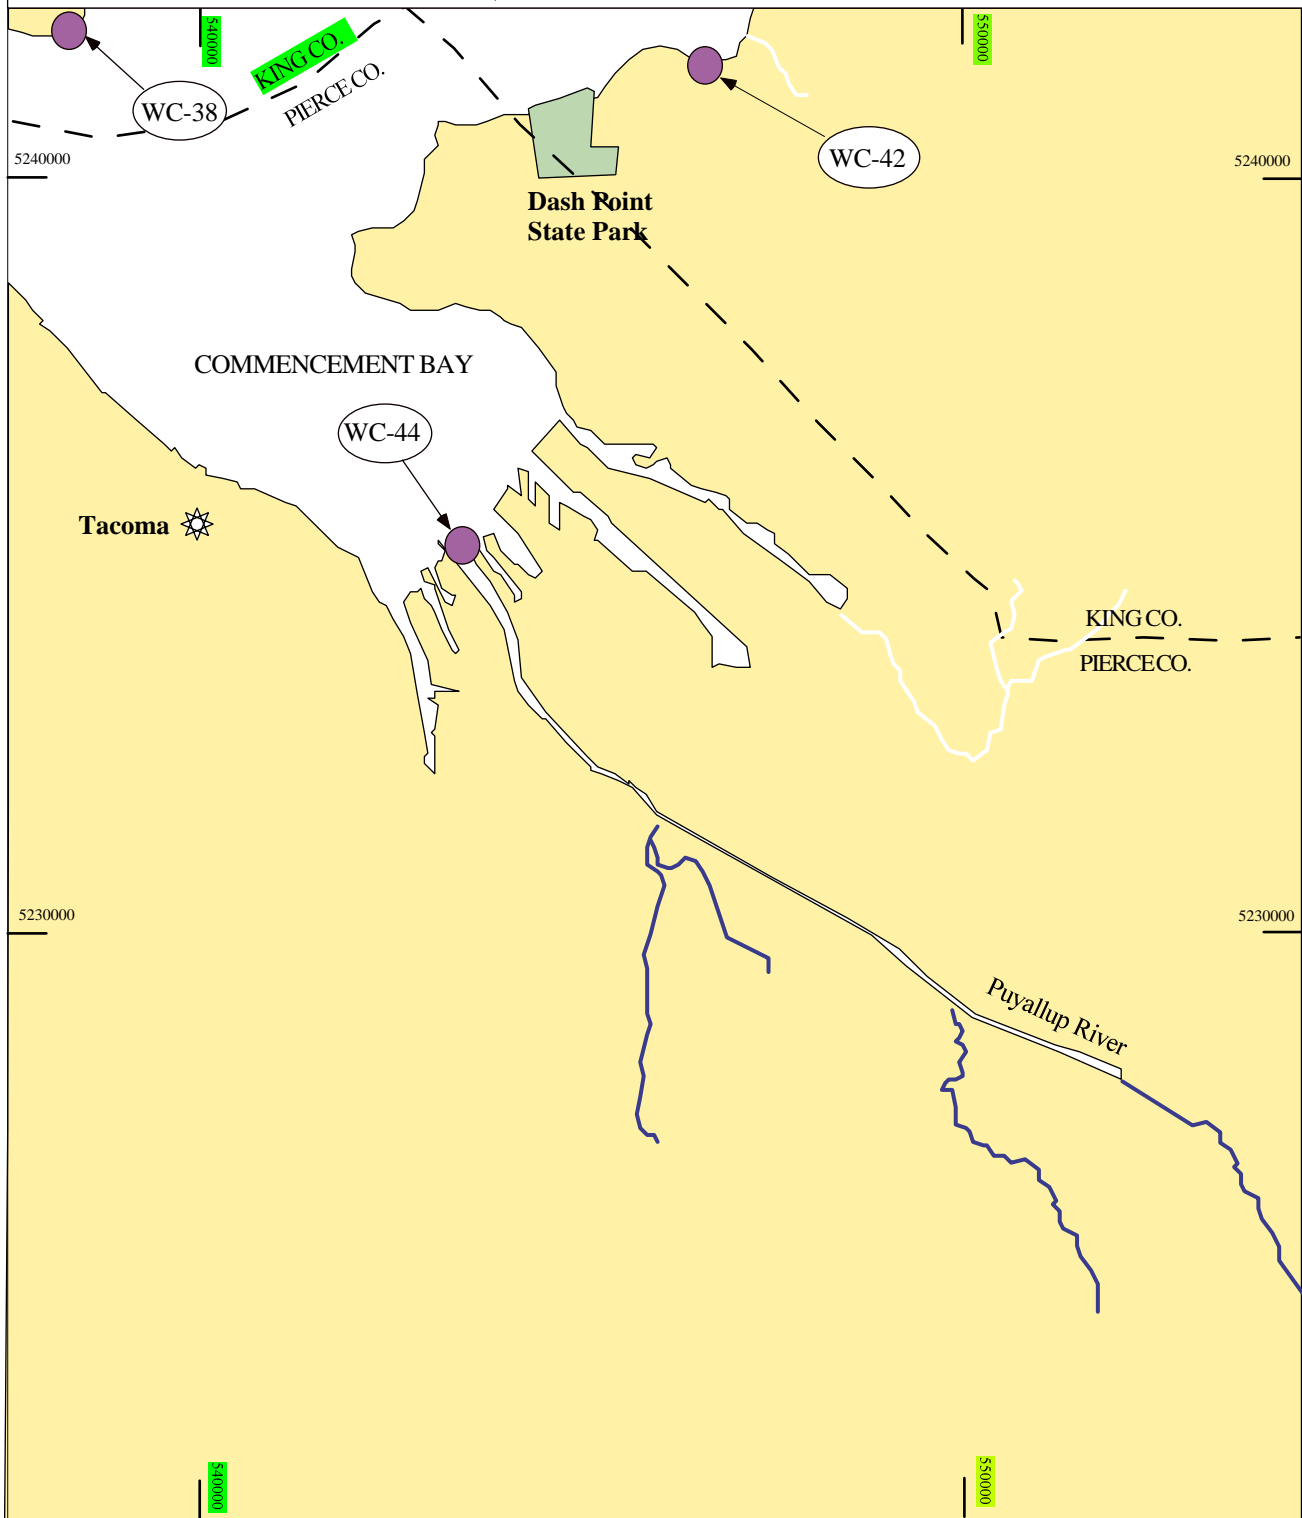 540000
550000
KING CO.
PIERCE CO.
WC-38
WC-42
5240000
5240000
Dash Point
State Park
COMMENCEMENT BAY
WC-44
Tacoma
KING CO.
PIERCE CO.
5230000
5230000
Puyallup River
540000
550000